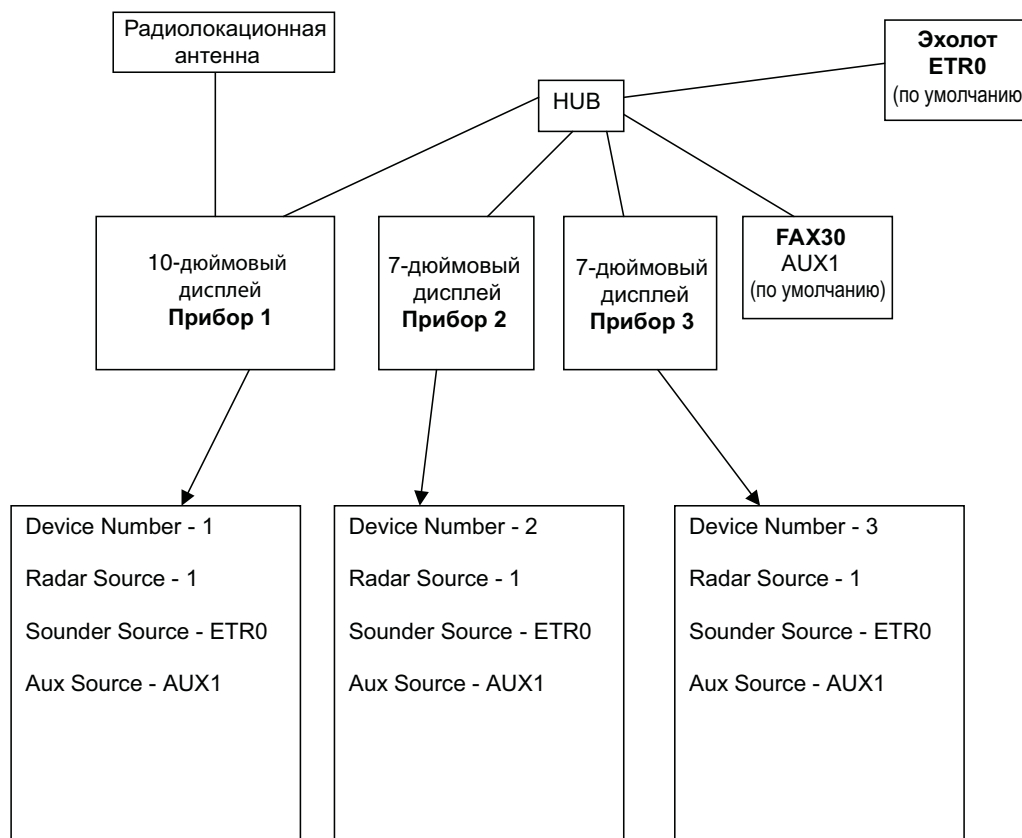 Радиолокационная
антенна
HUB
Эхолот
ETR0
(по умолчанию)
10-дюймовый
дисплей
Прибор 1
7-дюймовый
дисплей
Прибор 2
7-дюймовый
дисплей
Прибор 3
FAX30
AUX1
(по умолчанию)
Device Number - 1
Radar Source - 1
Sounder Source - ETR0
Aux Source - AUX1
Device Number - 2
Radar Source - 1
Sounder Source - ETR0
Aux Source - AUX1
Device Number - 3
Radar Source - 1
Sounder Source - ETR0
Aux Source - AUX1